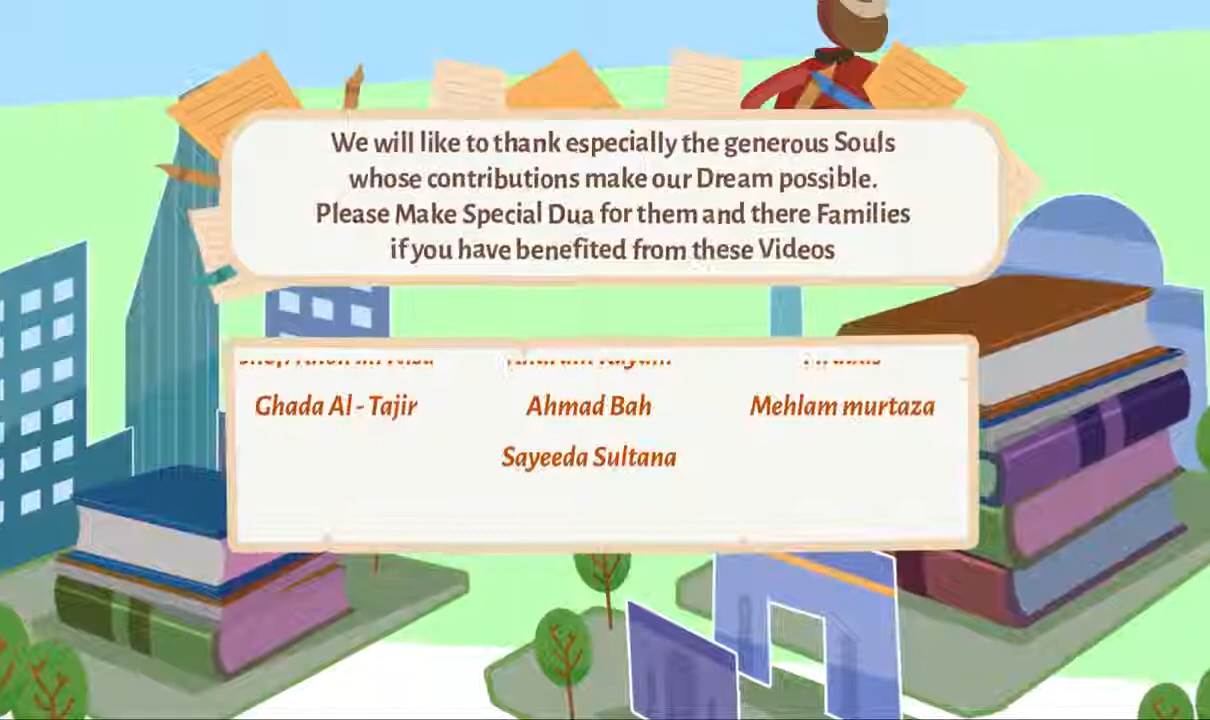 We will like to thank especially the generous Souls
whose contributions make our Dream possible.
Please Make Special Dua for them and there Families
if you have benefited from these Videos
Ghada Al - Tajir Ahmad Bah Mehlam murtaza
Sayeeda Sultana